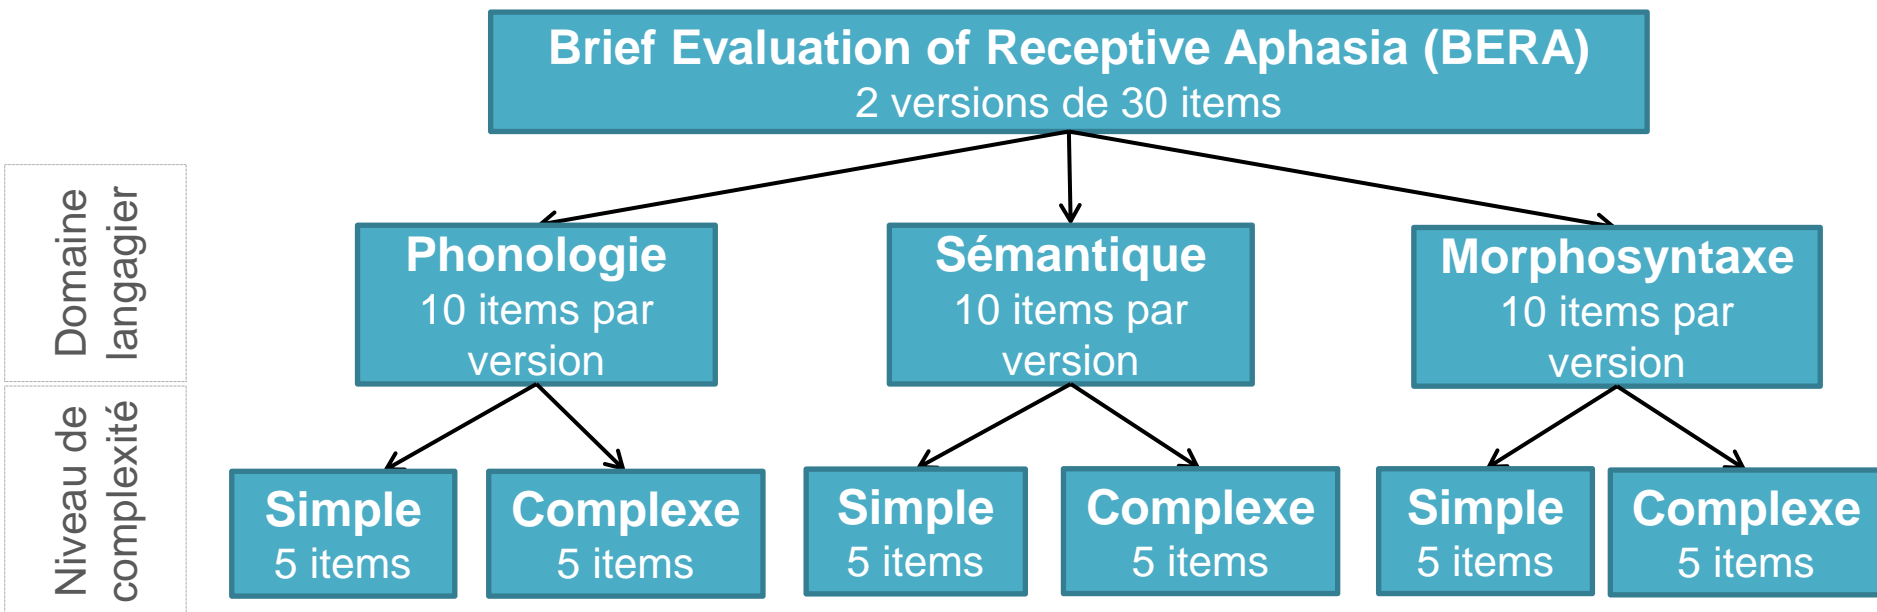 Brief Evaluation of Receptive Aphasia (BERA)
2 versions de 30 items
Domaine
langagier
Phonologie
10 items par
version
Sémantique
10 items par
version
Morphosyntaxe
10 items par
version
Niveau de
complexité
Simple
5 items
Complexe
5 items
Simple
5 items
Complexe
5 items
Simple
5 items
Complexe
5 items